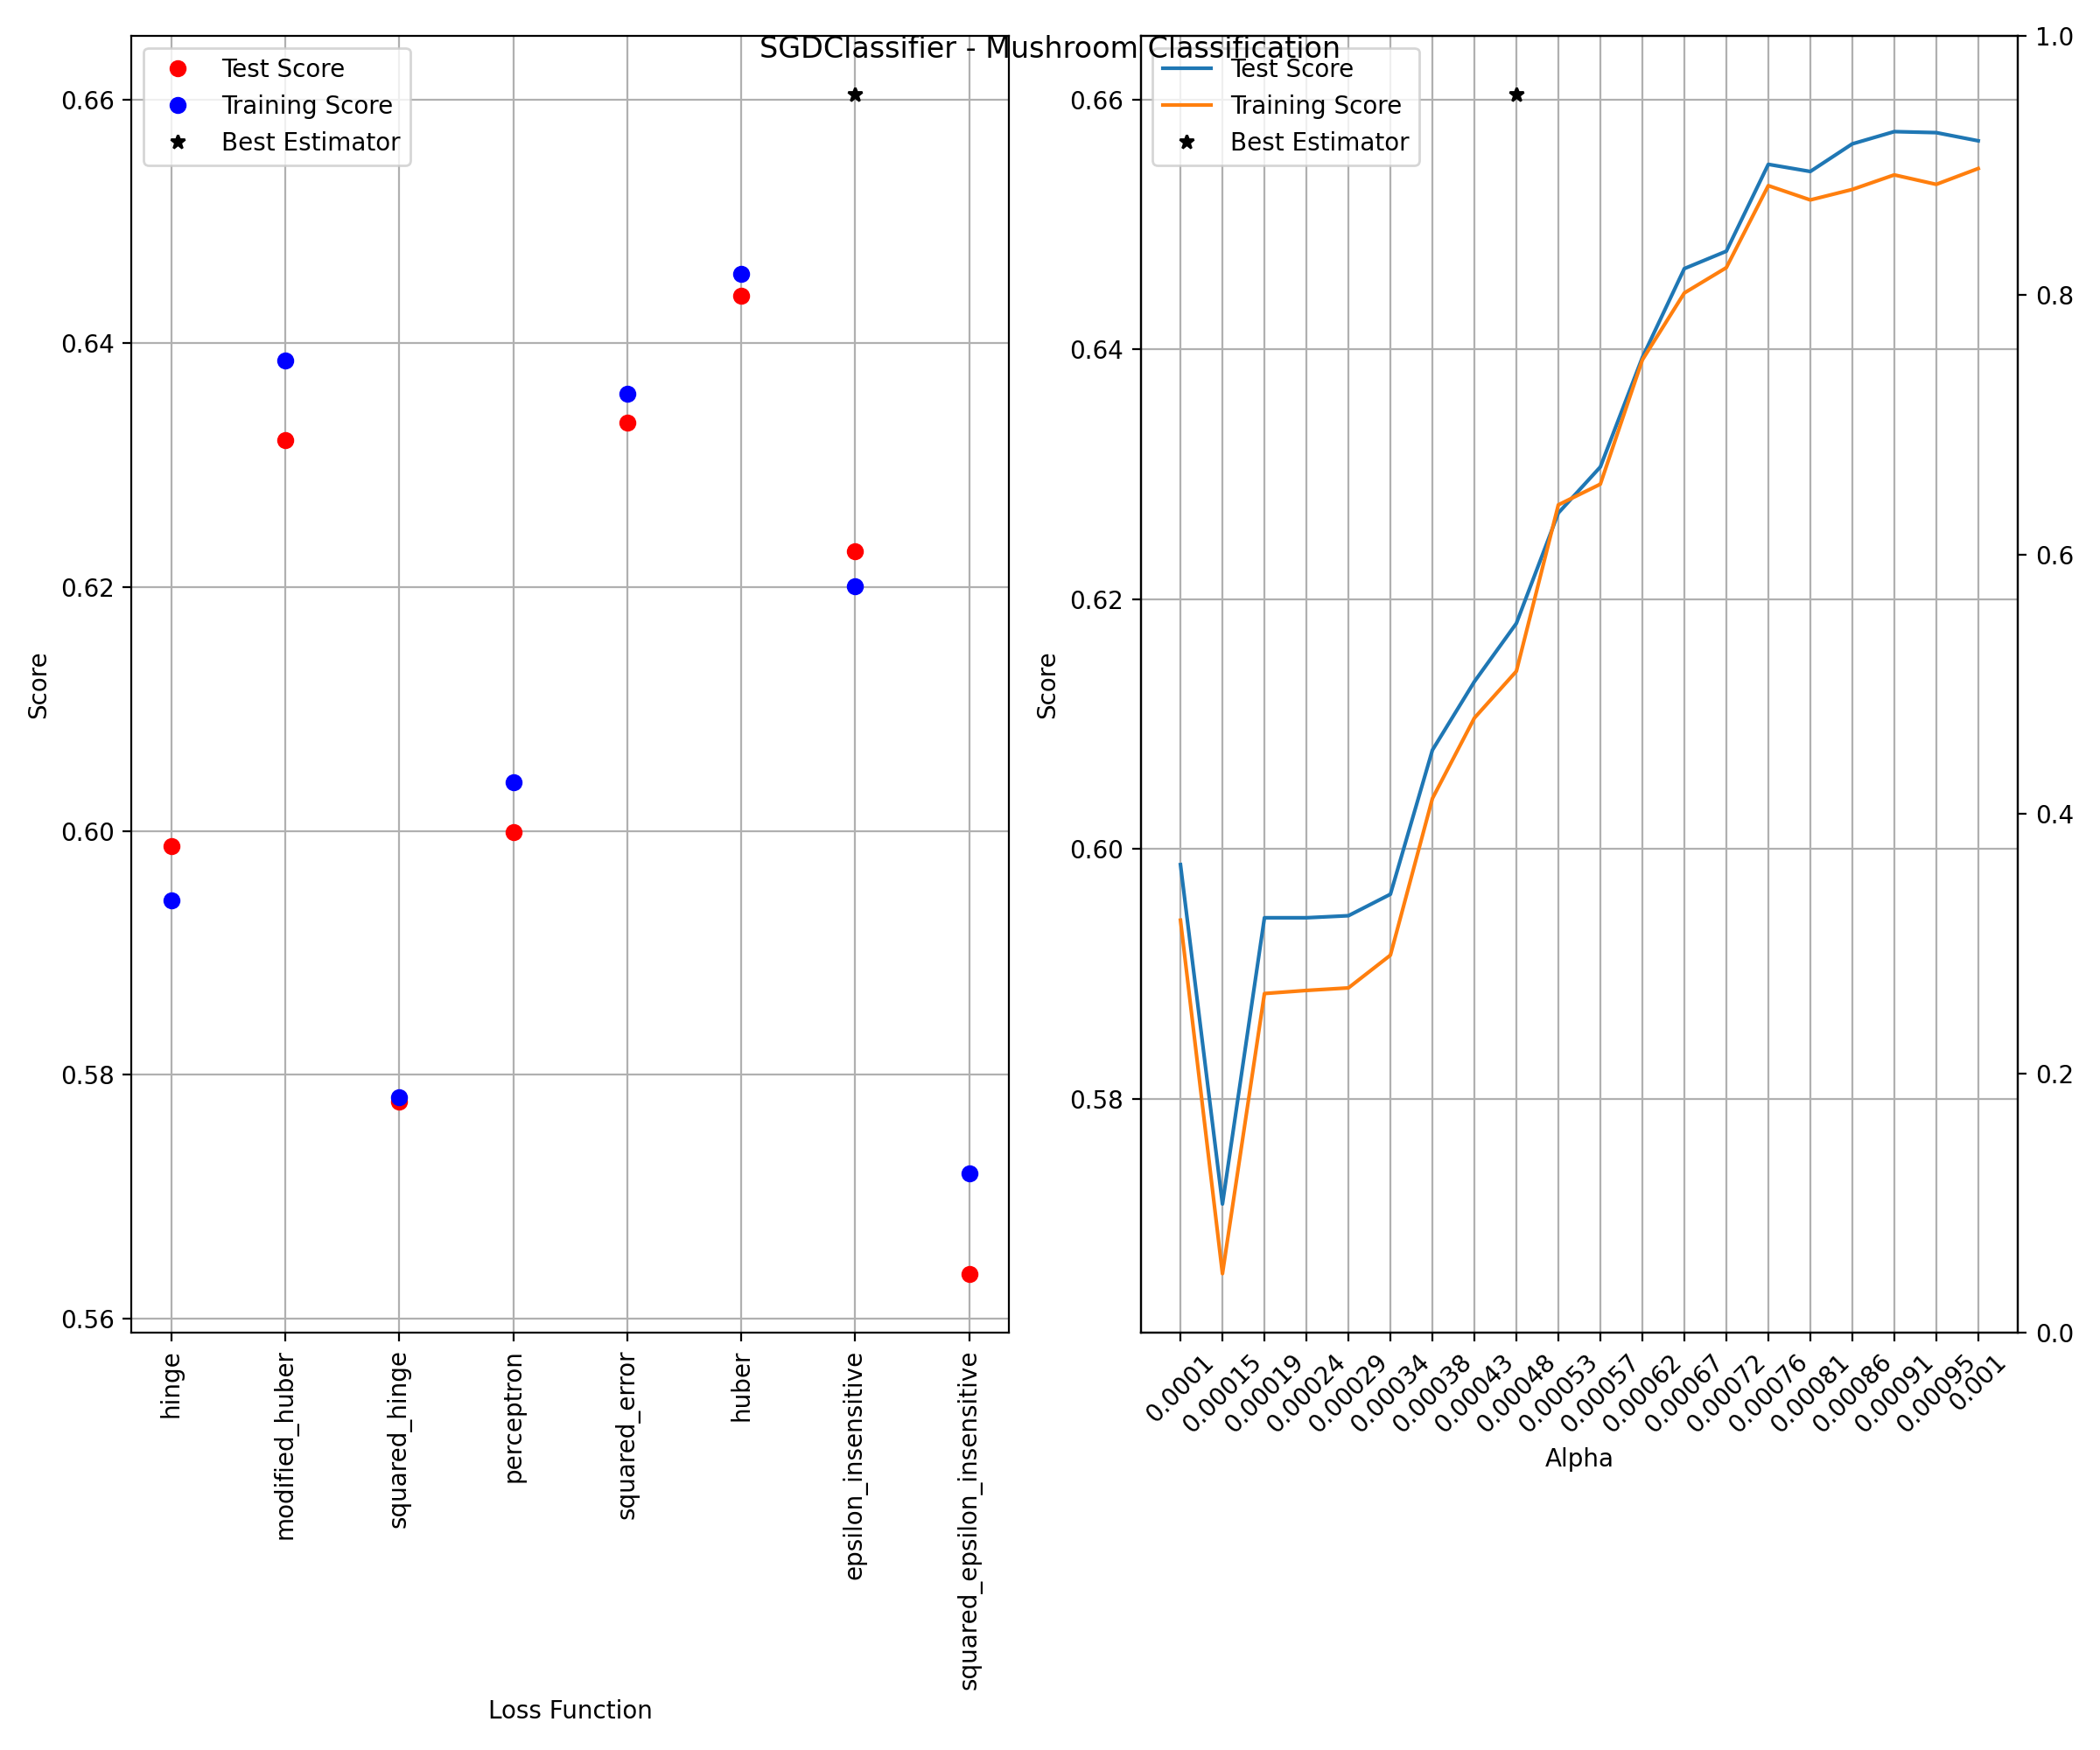 SGDClassifier - Mushroom Classification
Test Score
Training Score
Best Estimator
0.66
0.64
0.62
0.60
0.58
0.56
Score
hinge
modified_huber
squared_hinge
perceptron
squared_error
huber
epsilon_insensitive
squared_epsilon_insensitive
Loss Function
Test Score
Training Score
Best Estimator
0.66
0.64
0.62
0.60
0.58
Score
1.0
0.8
0.6
0.4
0.2
0.0
0.0001
0.00015
0.00019
0.00024
0.00029
0.00034
0.00038
0.00043
0.00048
0.00053
0.00057
0.00062
0.00067
0.00072
0.00076
0.00081
0.00086
0.00091
0.00095
0.001
Alpha